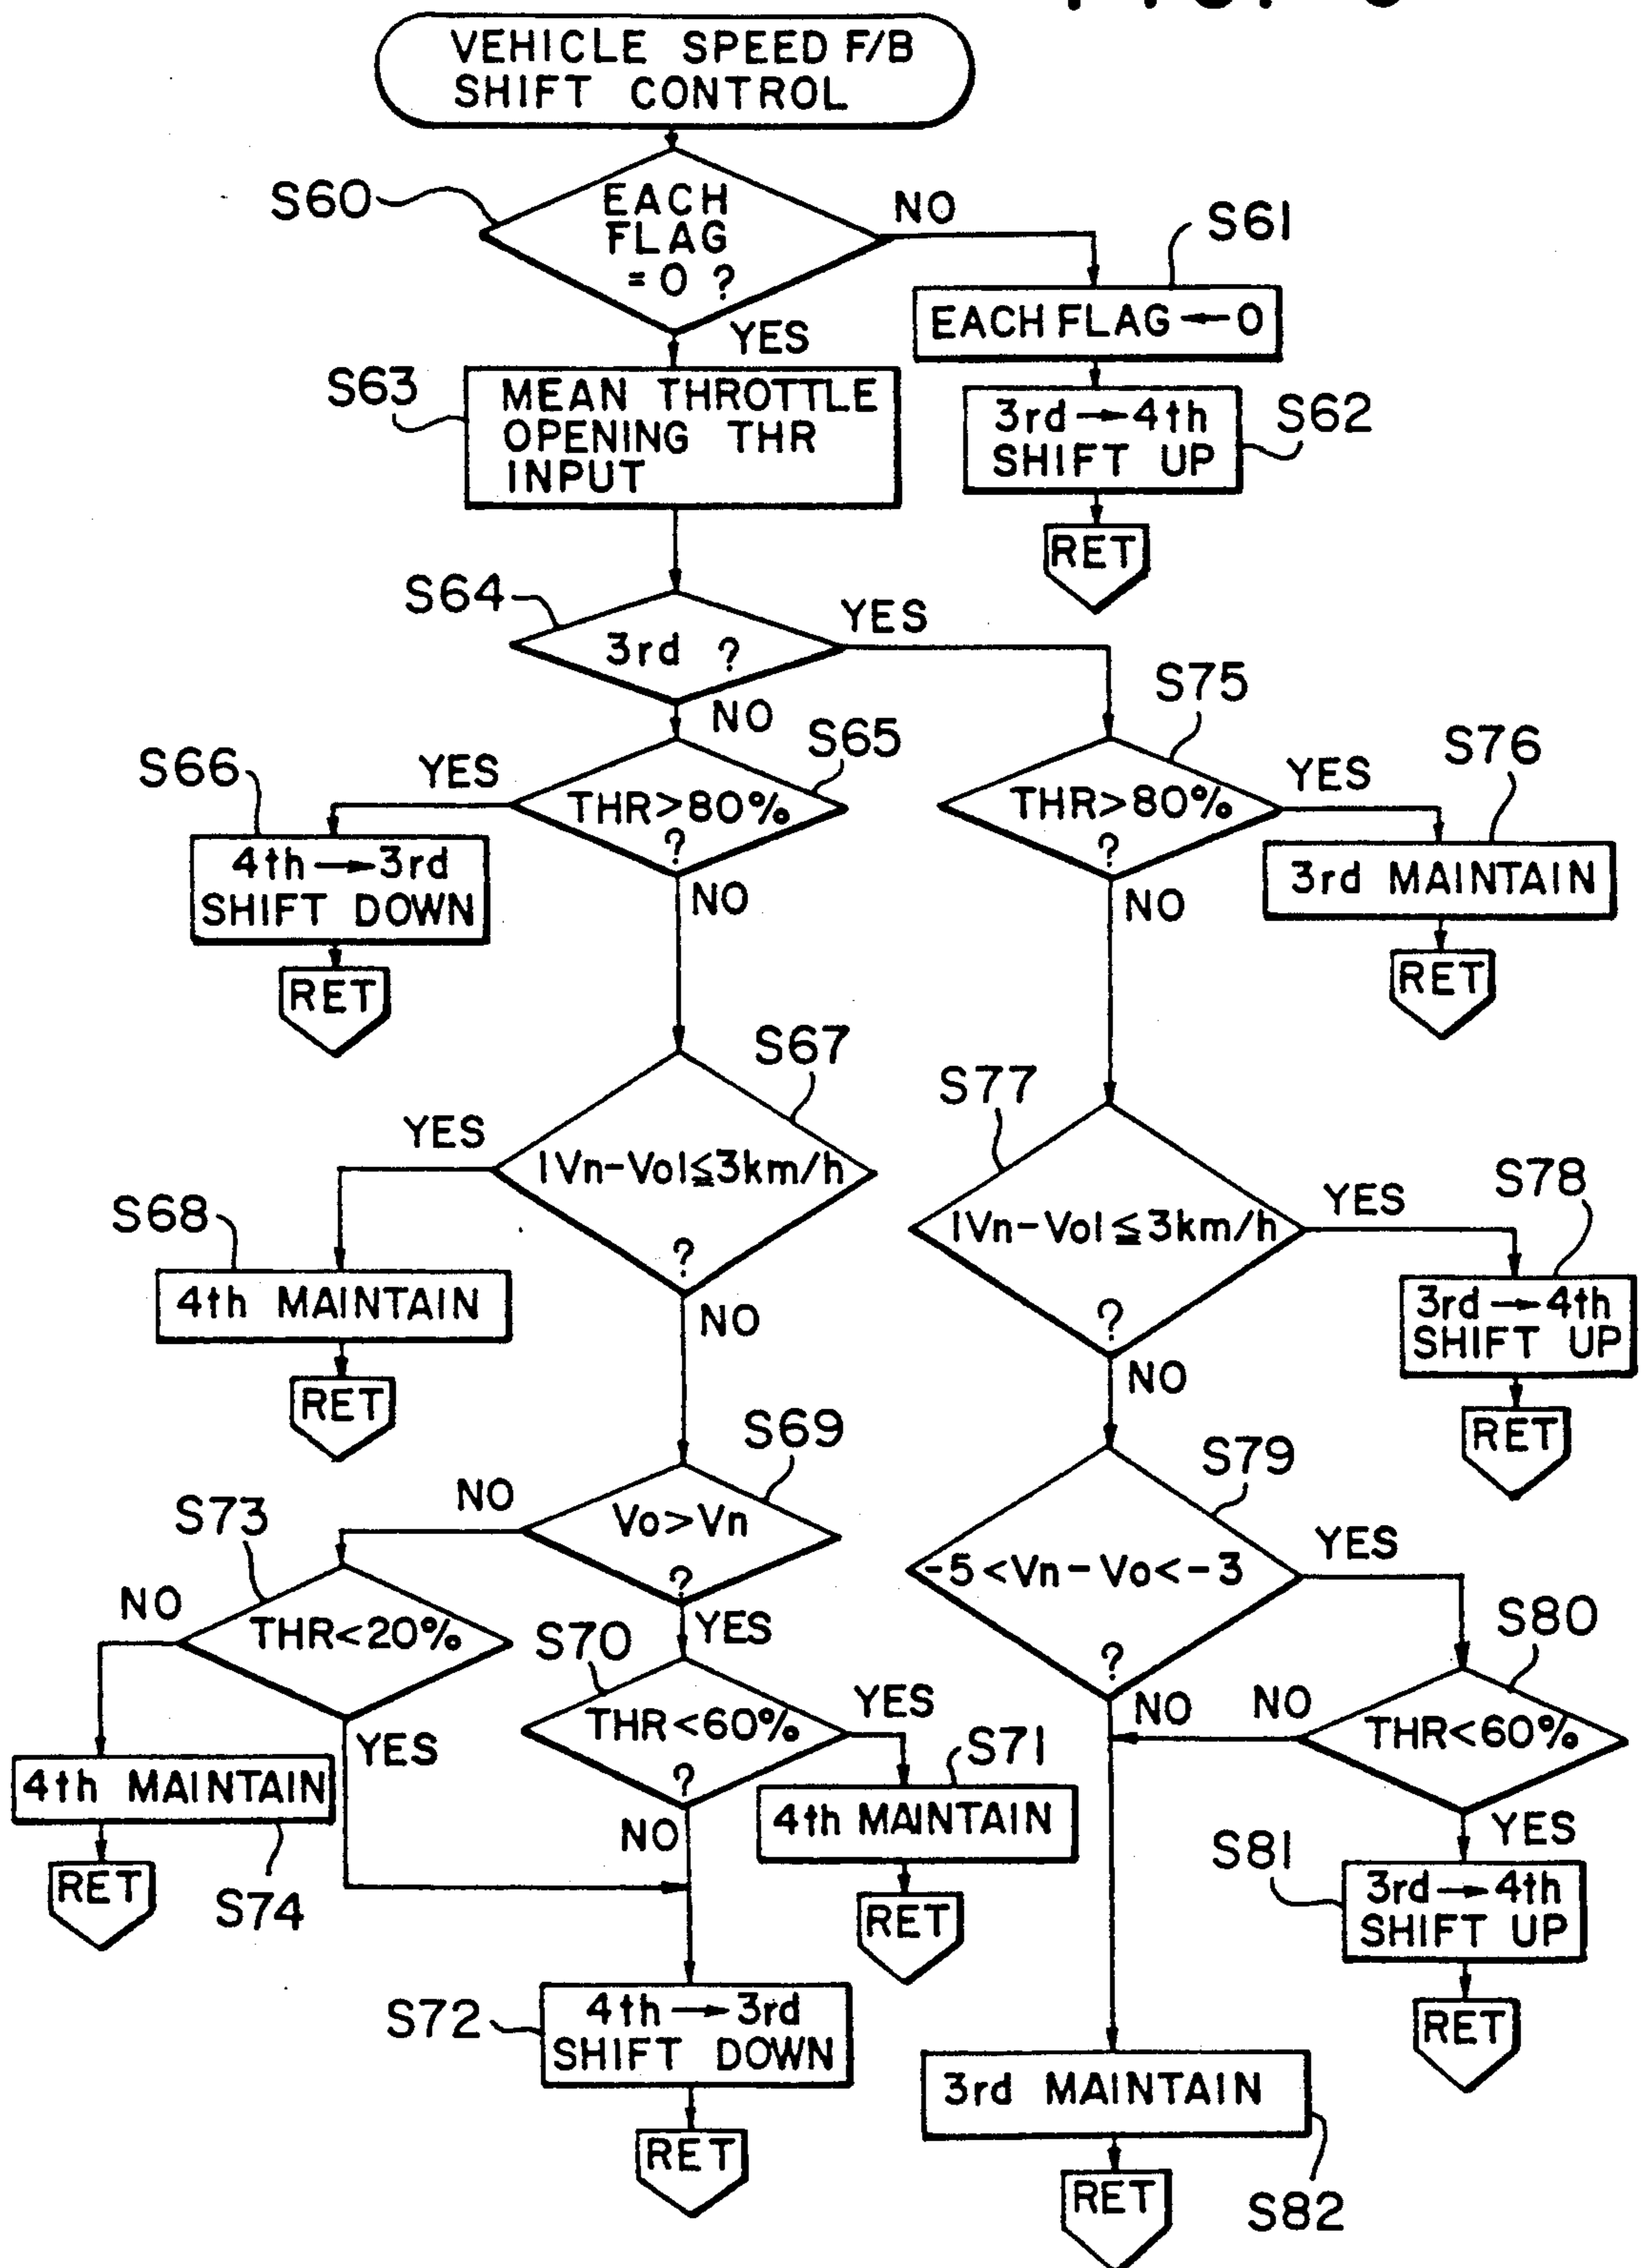 VEHICLE SPEED F/B
SHIFT CONTROL
S60
EACH
FLAG
= 0 ?
NO
S61
EACH FLAG ← 0
YES
S63
MEAN THROTTLE
OPENING THR
INPUT
3rd → 4th
SHIFT UP
S62
RET
S64
3rd ?
YES
NO
S75
S66
YES
S65
THR>80%
?
S76
YES
THR>80%
?
4th → 3rd
SHIFT DOWN
NO
3rd MAINTAIN
NO
RET
RET
S67
S77
YES
|Vn-Vo|≦3km/h
?
S68
S78
YES
|Vn-Vo|≦3km/h
?
4th MAINTAIN
NO
3rd → 4th
SHIFT UP
NO
RET
RET
S69
S79
NO
Vo>Vn
?
S73
YES
-5<Vn-Vo<-3
?
NO
THR<20%
YES
S70
S80
THR<60%
?
YES
NO
NO
THR<60%
YES
S71
4th MAINTAIN
4th MAINTAIN
NO
YES
S81
RET
S74
RET
3rd → 4th
SHIFT UP
S72
4th → 3rd
SHIFT DOWN
RET
3rd MAINTAIN
RET
RET
S82